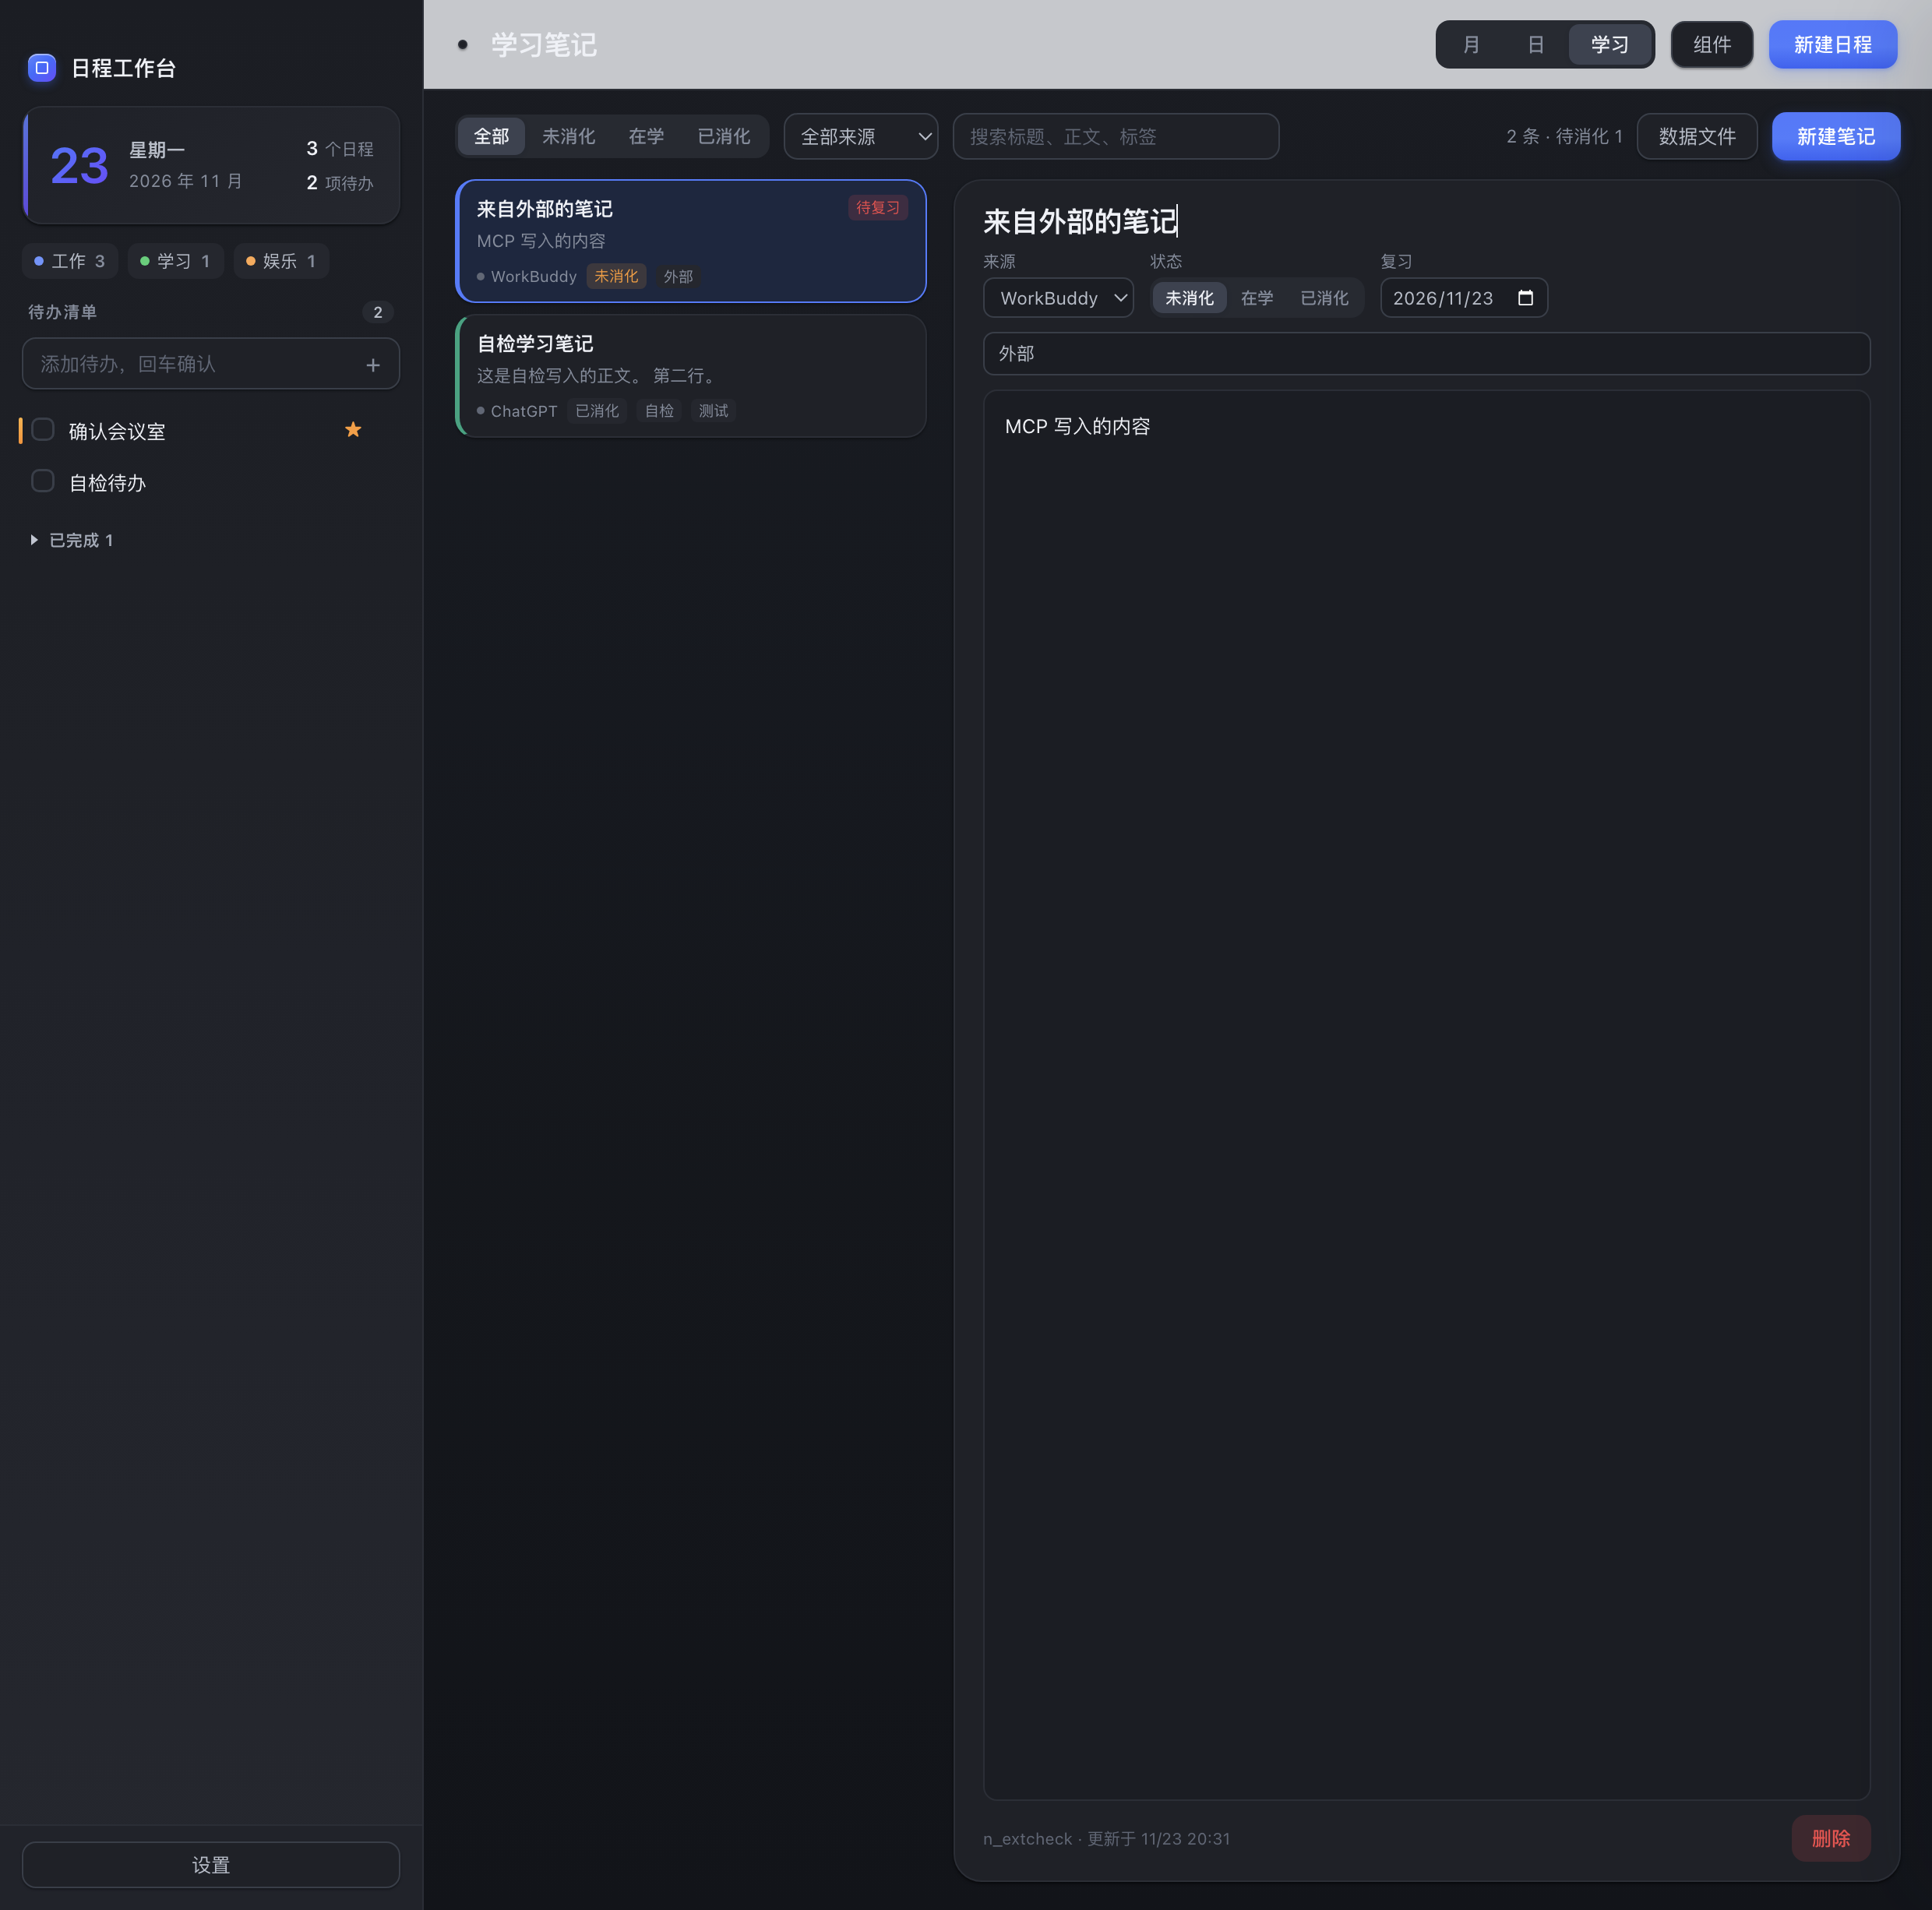 日程工作台
23
星期一
2026 年 11 月
3 个日程
2 项待办
工作 3
学习 1
娱乐 1
待办清单
2
添加待办，回车确认
+
确认会议室
自检待办
已完成 1
设置
学习笔记
月
日
学习
组件
新建日程
全部
未消化
在学
已消化
全部来源
搜索标题、正文、标签
2 条 · 待消化 1
数据文件
新建笔记
来自外部的笔记
待复习
MCP 写入的内容
WorkBuddy
未消化
外部
自检学习笔记
这是自检写入的正文。 第二行。
ChatGPT
已消化
自检
测试
来自外部的笔记
来源
状态
复习
WorkBuddy
未消化
在学
已消化
2026/11/23
外部
MCP 写入的内容
n_extcheck · 更新于 11/23 20:31
删除